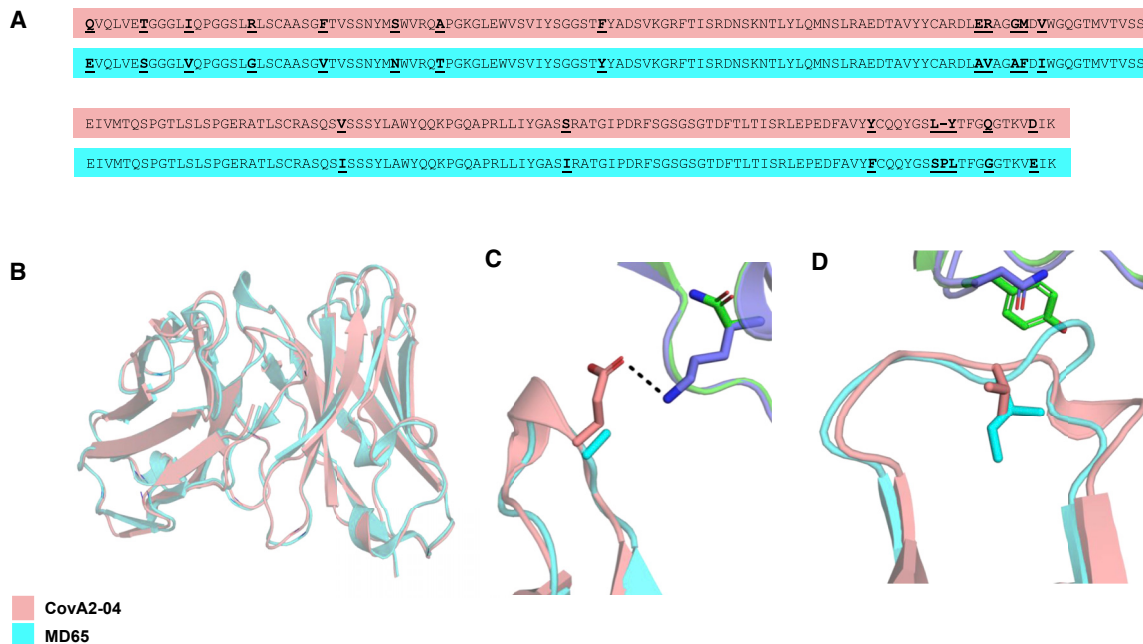 A
QVQLVETGGGLIQPGGSLRLSCAASGFTVSSNYMSWVRQAPGKGLEWVSVIYSGGSTFYADSVKGRFTISRDNSKNTLYLQMNSLRAEDTAVYYCARDLERAGGMDVWGQGTMVTVSS
EVQLVESGGGLVQPGGSLGLSCAASGVTVSSNYMNWVRQTPGKGLEWVSVIYSGGSTYYADSVKGRFTISRDNSKNTLYLQMNSLRAEDTAVYYCARDLAVAGAFDIWGQGTMVTVSS
EIVMTQSPGTLSLSPGERATLSCRASQSVSSSYLAWYQQKPGQAPRLLIYGASSRATGIPDRFSGSGSGTDFTLTISRLEPEDFAVYYCQQYGSL-YTFGQGTKVDIK
EIVMTQSPGTLSLSPGERATLSCRASQSISSSYLAWYQQKPGQAPRLLIYGASIRATGIPDRFSGSGSGTDFTLTISRLEPEDFAVYFCQQYGSSPLTFGGGTKVEIK
B
C
D
CovA2-04
MD65